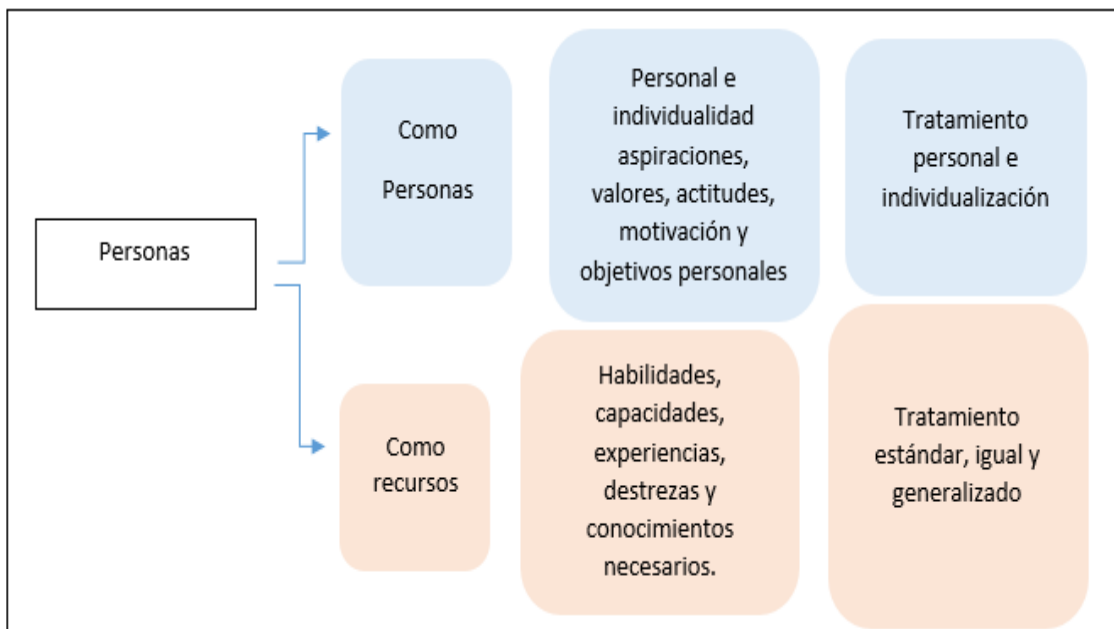 Personas
Como
Personas
Personal e
individualidad
aspiraciones,
valores, actitudes,
motivación y
objetivos personales
Tratamiento
personal e
individualización
Como
recursos
Habilidades,
capacidades,
experiencias,
destrezas y
conocimientos
necesarios.
Tratamiento
estándar, igual y
generalizado